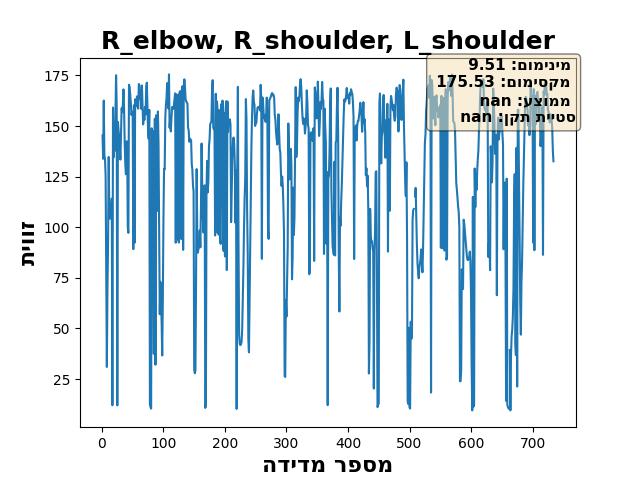 R_elbow, R_shoulder, L_shoulder
מינימום: 9.51
מקסימום: 175.53
ממוצע: nan
סטיית תקן: nan
זווית
175
150
125
100
75
50
25
0 100 200 300 400 500 600 700
מספר מדידה